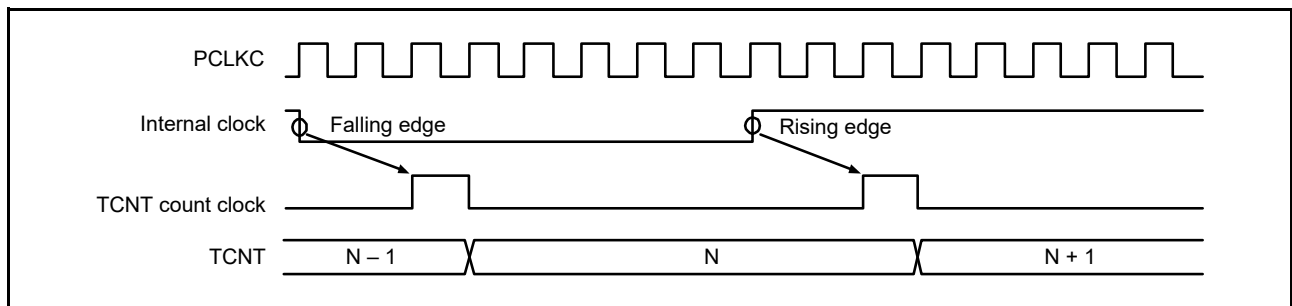 PCLKC
Internal clock
Falling edge
Rising edge
TCNT count clock
TCNT
N – 1
N
N + 1